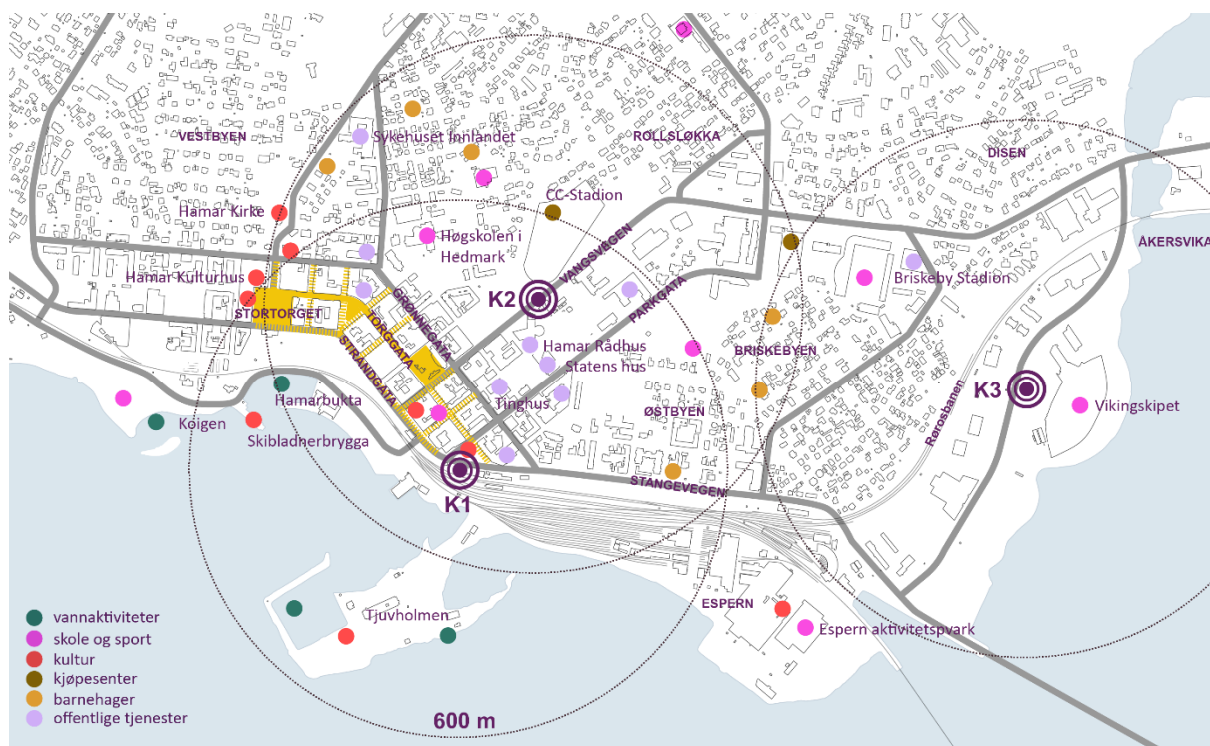 VESTBYEN
Sykehuset Innlandet
ROLLSLØKKA
DISEN
Hamar Kirke
CC-Stadion
Høgskolen i
Hedmark
VANGSVEGEN
ÅKERSVIKA
Hamar Kulturhus
Briskeby Stadion
STORTORGET
GRØNNEGATA
K2
PARKGATA
TORGGATA
STRANDGATA
Hamar Rådhus
Statens hus
BRISKEBYEN
Rørosbanen
K3
Vikingskipet
Hamarbukta
Tinghus
ØSTBYEN
Koigen
Skibladnerbrygga
STANGEVEGEN
K1
Tjuvholmen
ESPERN
Espern aktivitetspvark
vannaktiviteter
skole og sport
kultur
kjøpesenter
barnehager
offentlige tjenester
600 m